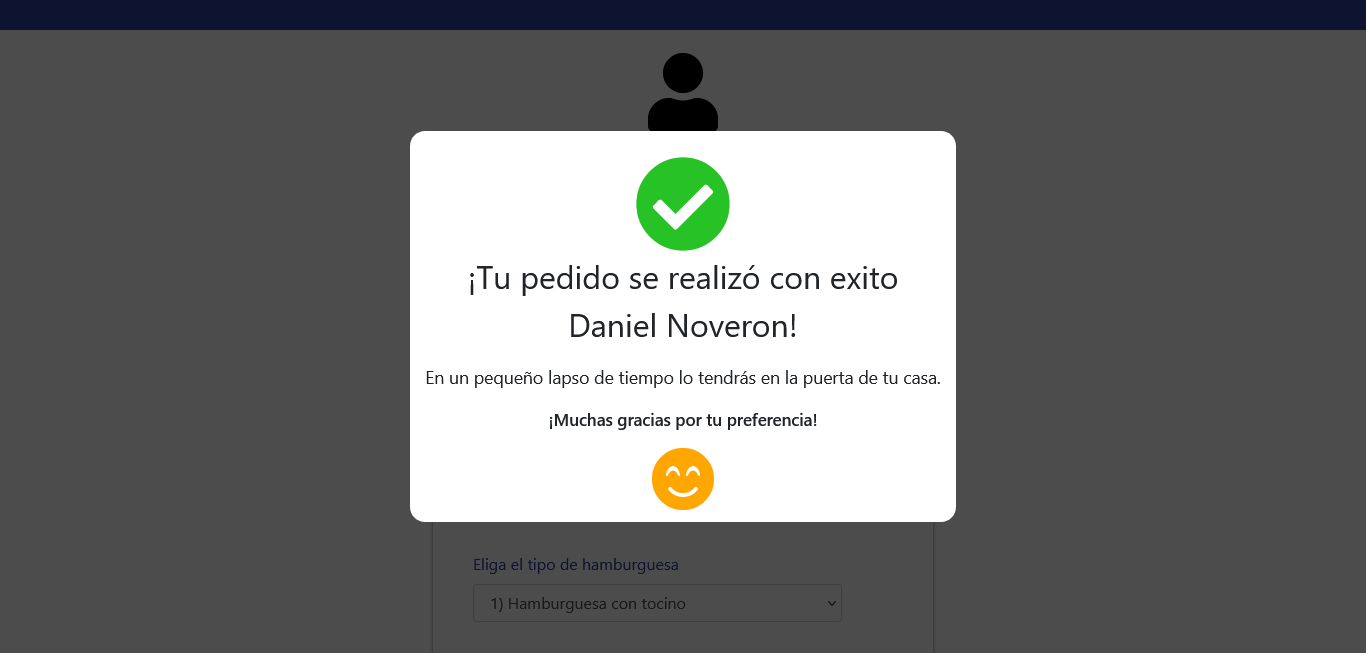 ¡Tu pedido se realizó con exito
Daniel Noveron!
En un pequeño lapso de tiempo lo tendrás en la puerta de tu casa.
¡Muchas gracias por tu preferencia!
Eliga el tipo de hamburguesa
1) Hamburguesa con tocino